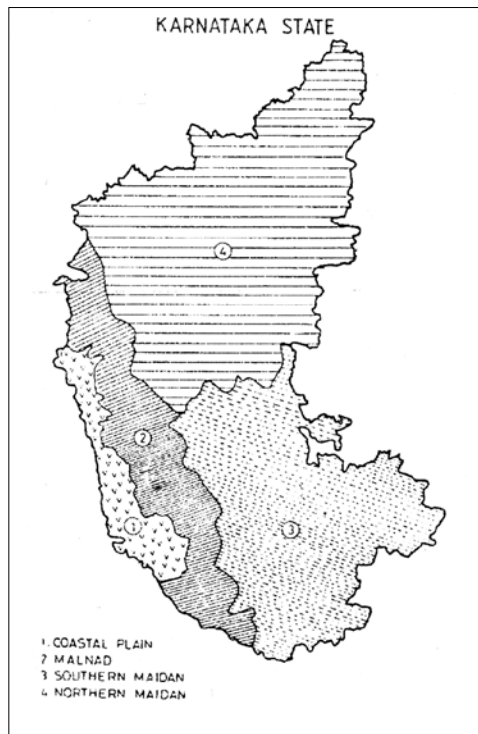 KARNATAKA STATE
4
2
1
3
1. COASTAL PLAIN
2 MALNAD
3 SOUTHERN MAIDAN
4 NORTHERN MAIDAN